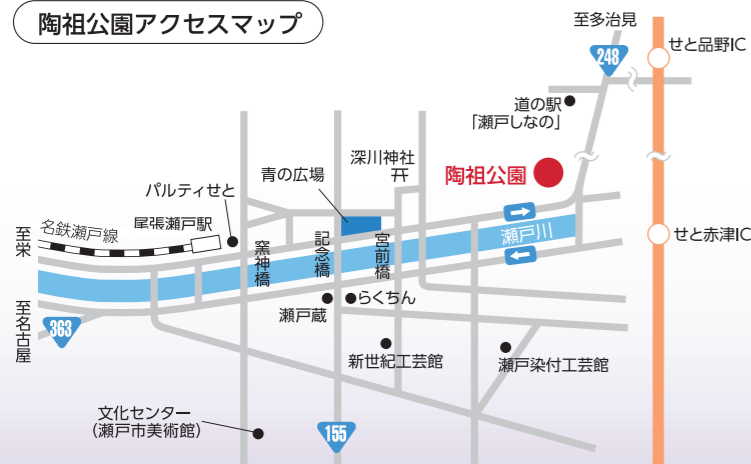 陶祖公園アクセスマップ
至多治見
248
せと品野IC
道の駅
「瀬戸しなの」
深川神社
陶祖公園
青の広場
パルティせと
尾張瀬戸駅
名鉄瀬戸線
至栄
瀬戸川
せと赤津IC
窯神橋
記念橋
宮前橋
至名古屋
363
瀬戸蔵
らくちん
新世紀工芸館
瀬戸染付工芸館
文化センター
（瀬戸市美術館）
155